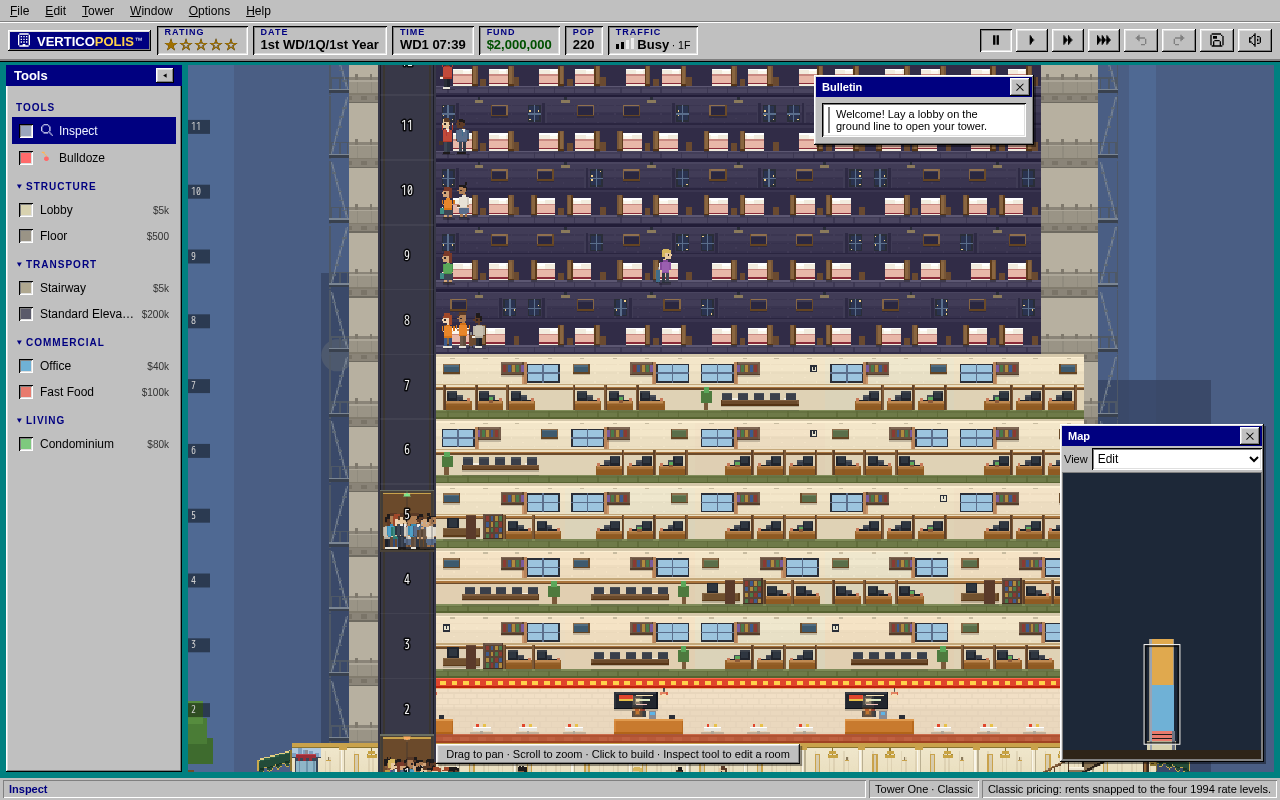 File Edit Tower Window Options Help
VERTICOPOLIS™
RATING
DATE
1st WD/1Q/1st Year
TIME
WD1 07:39
FUND
$2,000,000
POP
220
TRAFFIC
Busy · 1F
Tools
TOOLS
Inspect
Bulldoze
STRUCTURE
Lobby $5k
Floor $500
TRANSPORT
Stairway $5k
Standard Eleva… $200k
COMMERCIAL
Office $40k
Fast Food $100k
LIVING
Condominium $80k
11
10
9
8
7
6
5
4
3
2
11
10
9
8
7
6
5
4
3
2
Bulletin
Welcome! Lay a lobby on the
ground line to open your tower.
Map
View Edit
Drag to pan · Scroll to zoom · Click to build · Inspect tool to edit a room
Inspect
Tower One · Classic
Classic pricing: rents snapped to the four 1994 rate levels.